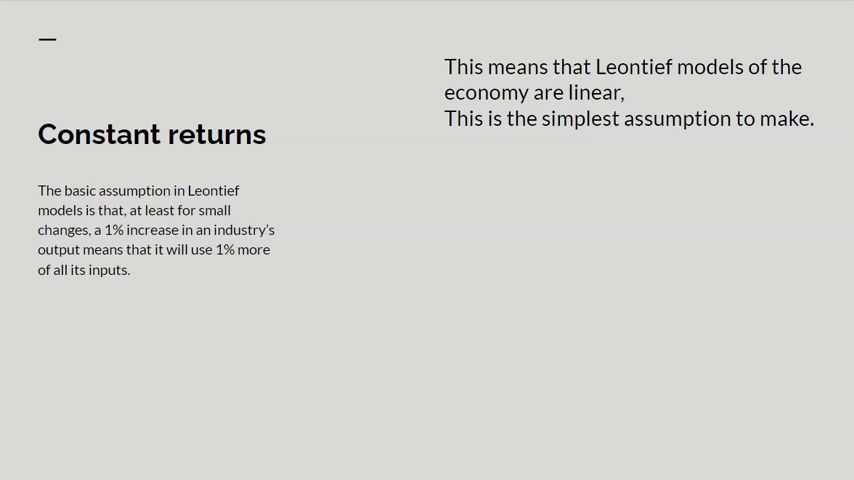 Constant returns
The basic assumption in Leontief
models is that, at least for small
changes, a 1% increase in an industry's
output means that it will use 1% more
of all its inputs.
This means that Leontief models of the
economy are linear,
This is the simplest assumption to make.